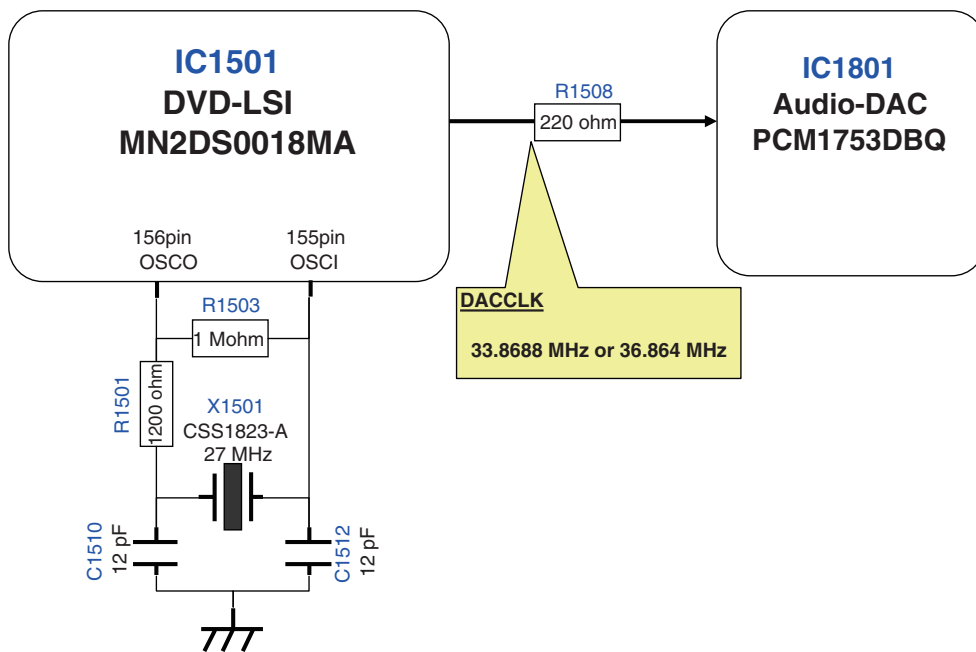 IC1501
DVD-LSI
MN2DS0018MA
R1508
220 ohm
IC1801
Audio-DAC
PCM1753DBQ
156pin
OSCO
155pin
OSCI
DACCLK
33.8688 MHz or 36.864 MHz
R1503
1 Mohm
R1501
1200 ohm
X1501
CSS1823-A
27 MHz
C1510
12 pF
C1512
12 pF